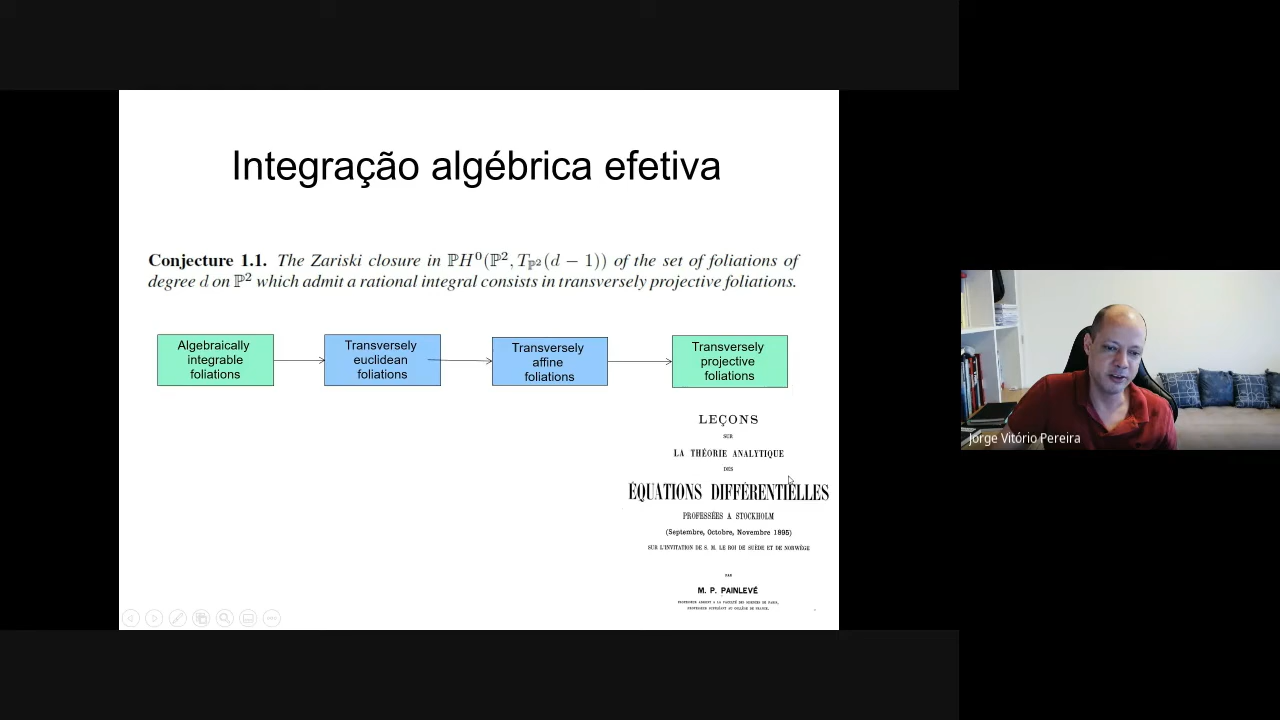 Integração algébrica efetiva
Conjecture 1.1. The Zariski closure in ℙH⁰(ℙ², T_ℙ²(d − 1)) of the set of foliations of
degree d on ℙ² which admit a rational integral consists in transversely projective foliations.
Algebraically
integrable
foliations
Transversely
euclidean
foliations
Transversely
affine
foliations
Transversely
projective
foliations
LEÇONS
SUR
LA THÉORIE ANALYTIQUE
DES
ÉQUATIONS DIFFÉRENTIELLES
PROFESSÉES A STOCKHOLM
(Septembre, Octobre, Novembre 1895)
SUR L'INVITATION DE S. M. LE ROI DE SUÈDE ET DE NORWÈGE
PAR
M. P. PAINLEVÉ
Jorge Vitório Pereira